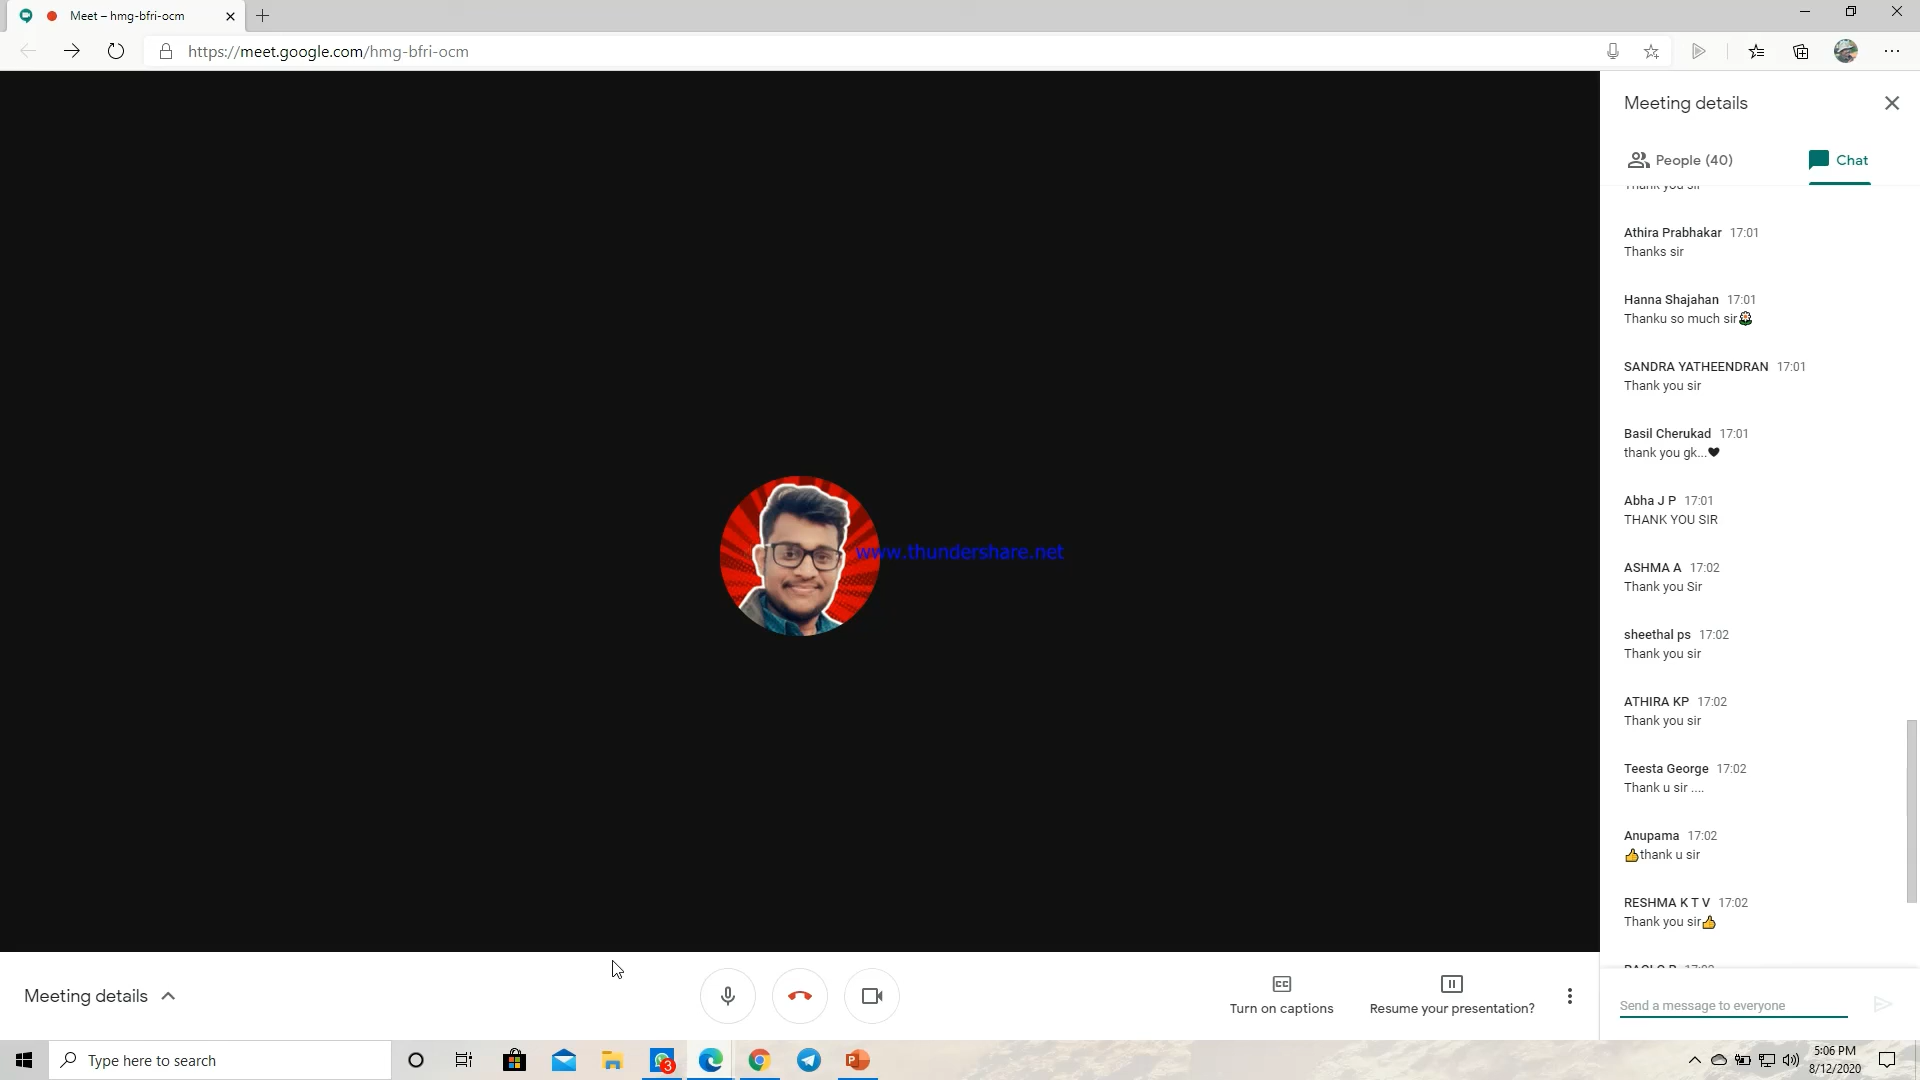 Meet – hmg-bfri-ocm
https://meet.google.com/hmg-bfri-ocm
Meeting details
People (40)
Chat
Thank you sir
Athira Prabhakar 17:01
Thanks sir
Hanna Shajahan 17:01
Thanku so much sir
SANDRA YATHEENDRAN 17:01
Thank you sir
Basil Cherukad 17:01
thank you gk...🖤
Abha J P 17:01
THANK YOU SIR
ASHMA A 17:02
Thank you Sir
sheethal ps 17:02
Thank you sir
ATHIRA KP 17:02
Thank you sir
Teesta George 17:02
Thank u sir ....
Anupama 17:02
👍thank u sir
RESHMA K T V 17:02
Thank you sir👍
www.thundershare.net
Meeting details
Turn on captions
Resume your presentation?
Send a message to everyone
Type here to search
3
5:06 PM
8/12/2020